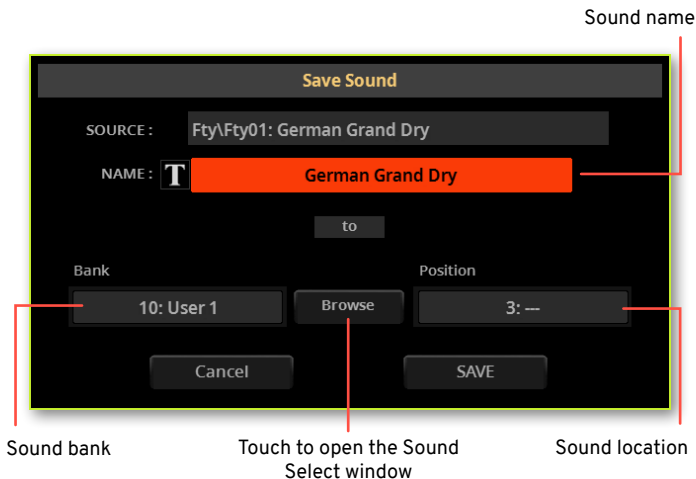 Sound name
Save Sound
SOURCE :
Fty\Fty01: German Grand Dry
NAME :
T
German Grand Dry
to
Bank
Position
10: User 1
Browse
3: ---
Cancel
SAVE
Sound bank
Touch to open the Sound
Select window
Sound location